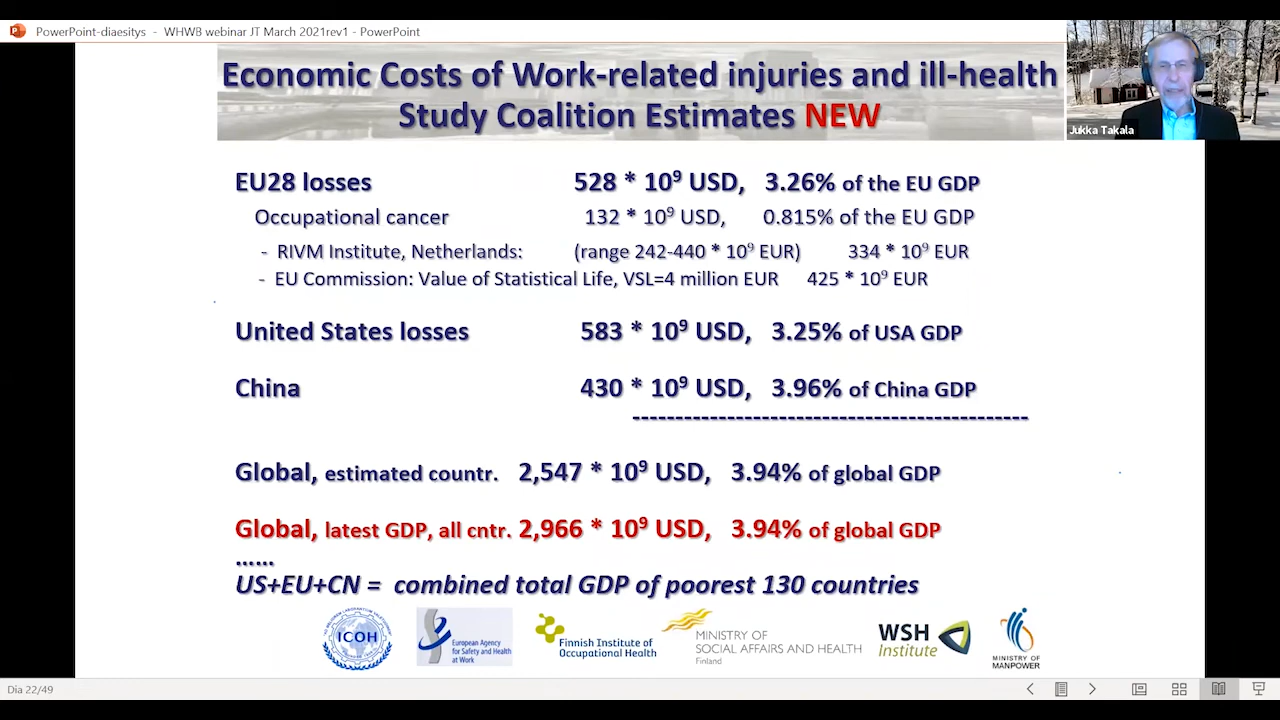 PowerPoint-diaesitys - WHWB webinar JT March 2021rev1 - PowerPoint
Economic Costs of Work-related injuries and ill-health
Study Coalition Estimates NEW
Jukka Takala
EU28 losses 528 * 10⁹ USD, 3.26% of the EU GDP
Occupational cancer 132 * 10⁹ USD, 0.815% of the EU GDP
- RIVM Institute, Netherlands: (range 242-440 * 10⁹ EUR) 334 * 10⁹ EUR
- EU Commission: Value of Statistical Life, VSL=4 million EUR 425 * 10⁹ EUR
United States losses 583 * 10⁹ USD, 3.25% of USA GDP
China 430 * 10⁹ USD, 3.96% of China GDP
----------------------------------------------
Global, estimated countr. 2,547 * 10⁹ USD, 3.94% of global GDP
Global, latest GDP, all cntr. 2,966 * 10⁹ USD, 3.94% of global GDP
......
US+EU+CN = combined total GDP of poorest 130 countries
ICOH
European Agency
for Safety and Health
at Work
Finnish Institute of
Occupational Health
MINISTRY OF
SOCIAL AFFAIRS AND HEALTH
Finland
WSH
Institute
MINISTRY OF
MANPOWER
Dia 22/49